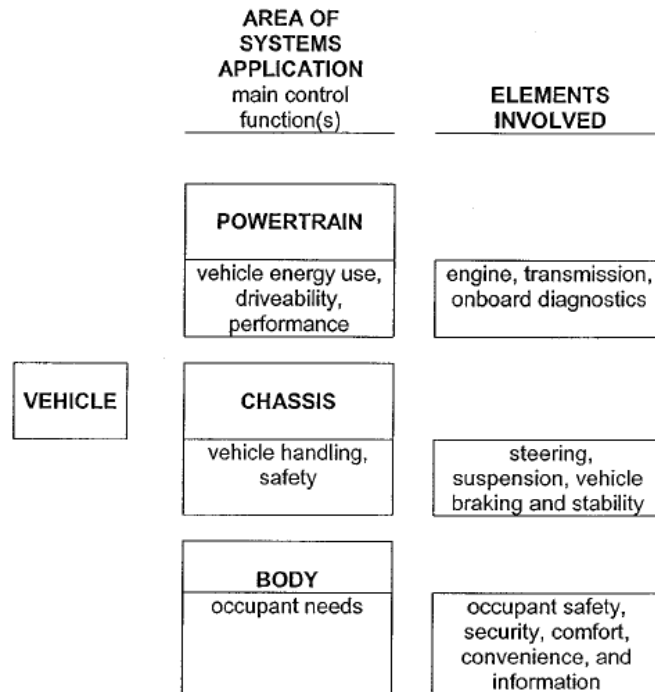 AREA OF
SYSTEMS
APPLICATION
main control
function(s)
ELEMENTS
INVOLVED
POWERTRAIN
vehicle energy use,
driveability,
performance
engine, transmission,
onboard diagnostics
VEHICLE
CHASSIS
vehicle handling,
safety
steering,
suspension, vehicle
braking and stability
BODY
occupant needs
occupant safety,
security, comfort,
convenience, and
information